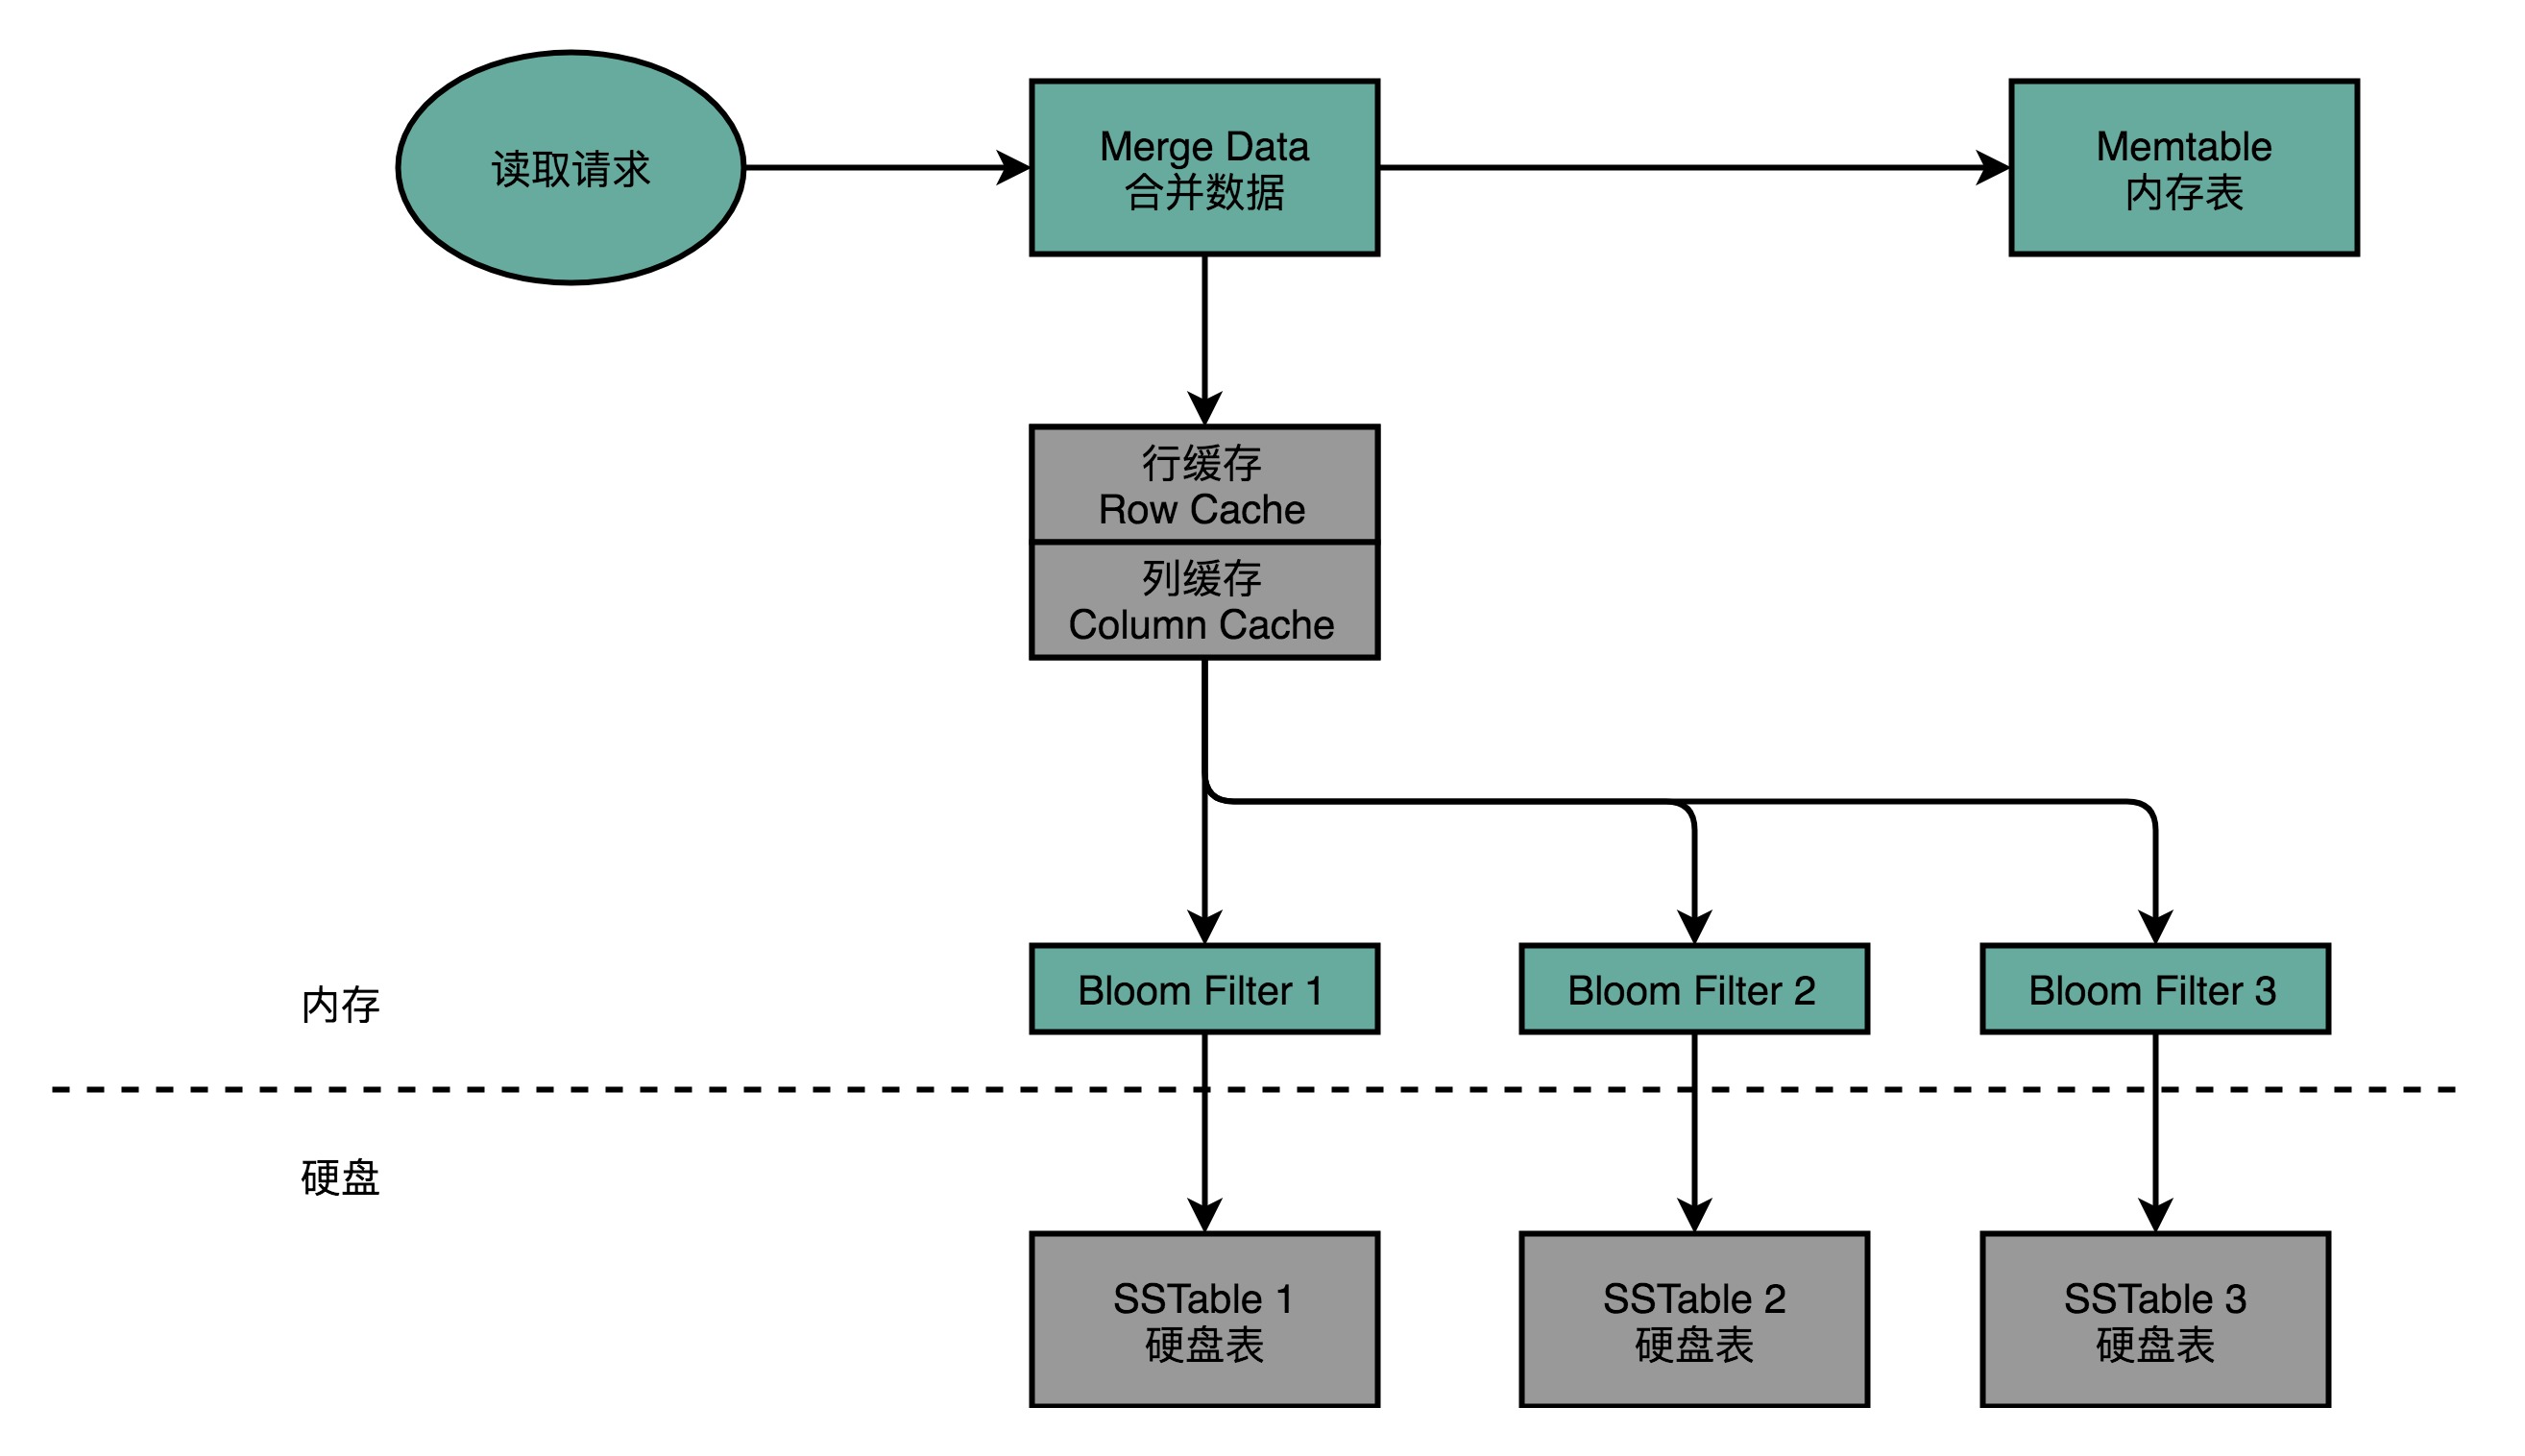 读取请求
Merge Data
合并数据
Memtable
内存表
行缓存
Row Cache
列缓存
Column Cache
内存
Bloom Filter 1
Bloom Filter 2
Bloom Filter 3
硬盘
SSTable 1
硬盘表
SSTable 2
硬盘表
SSTable 3
硬盘表